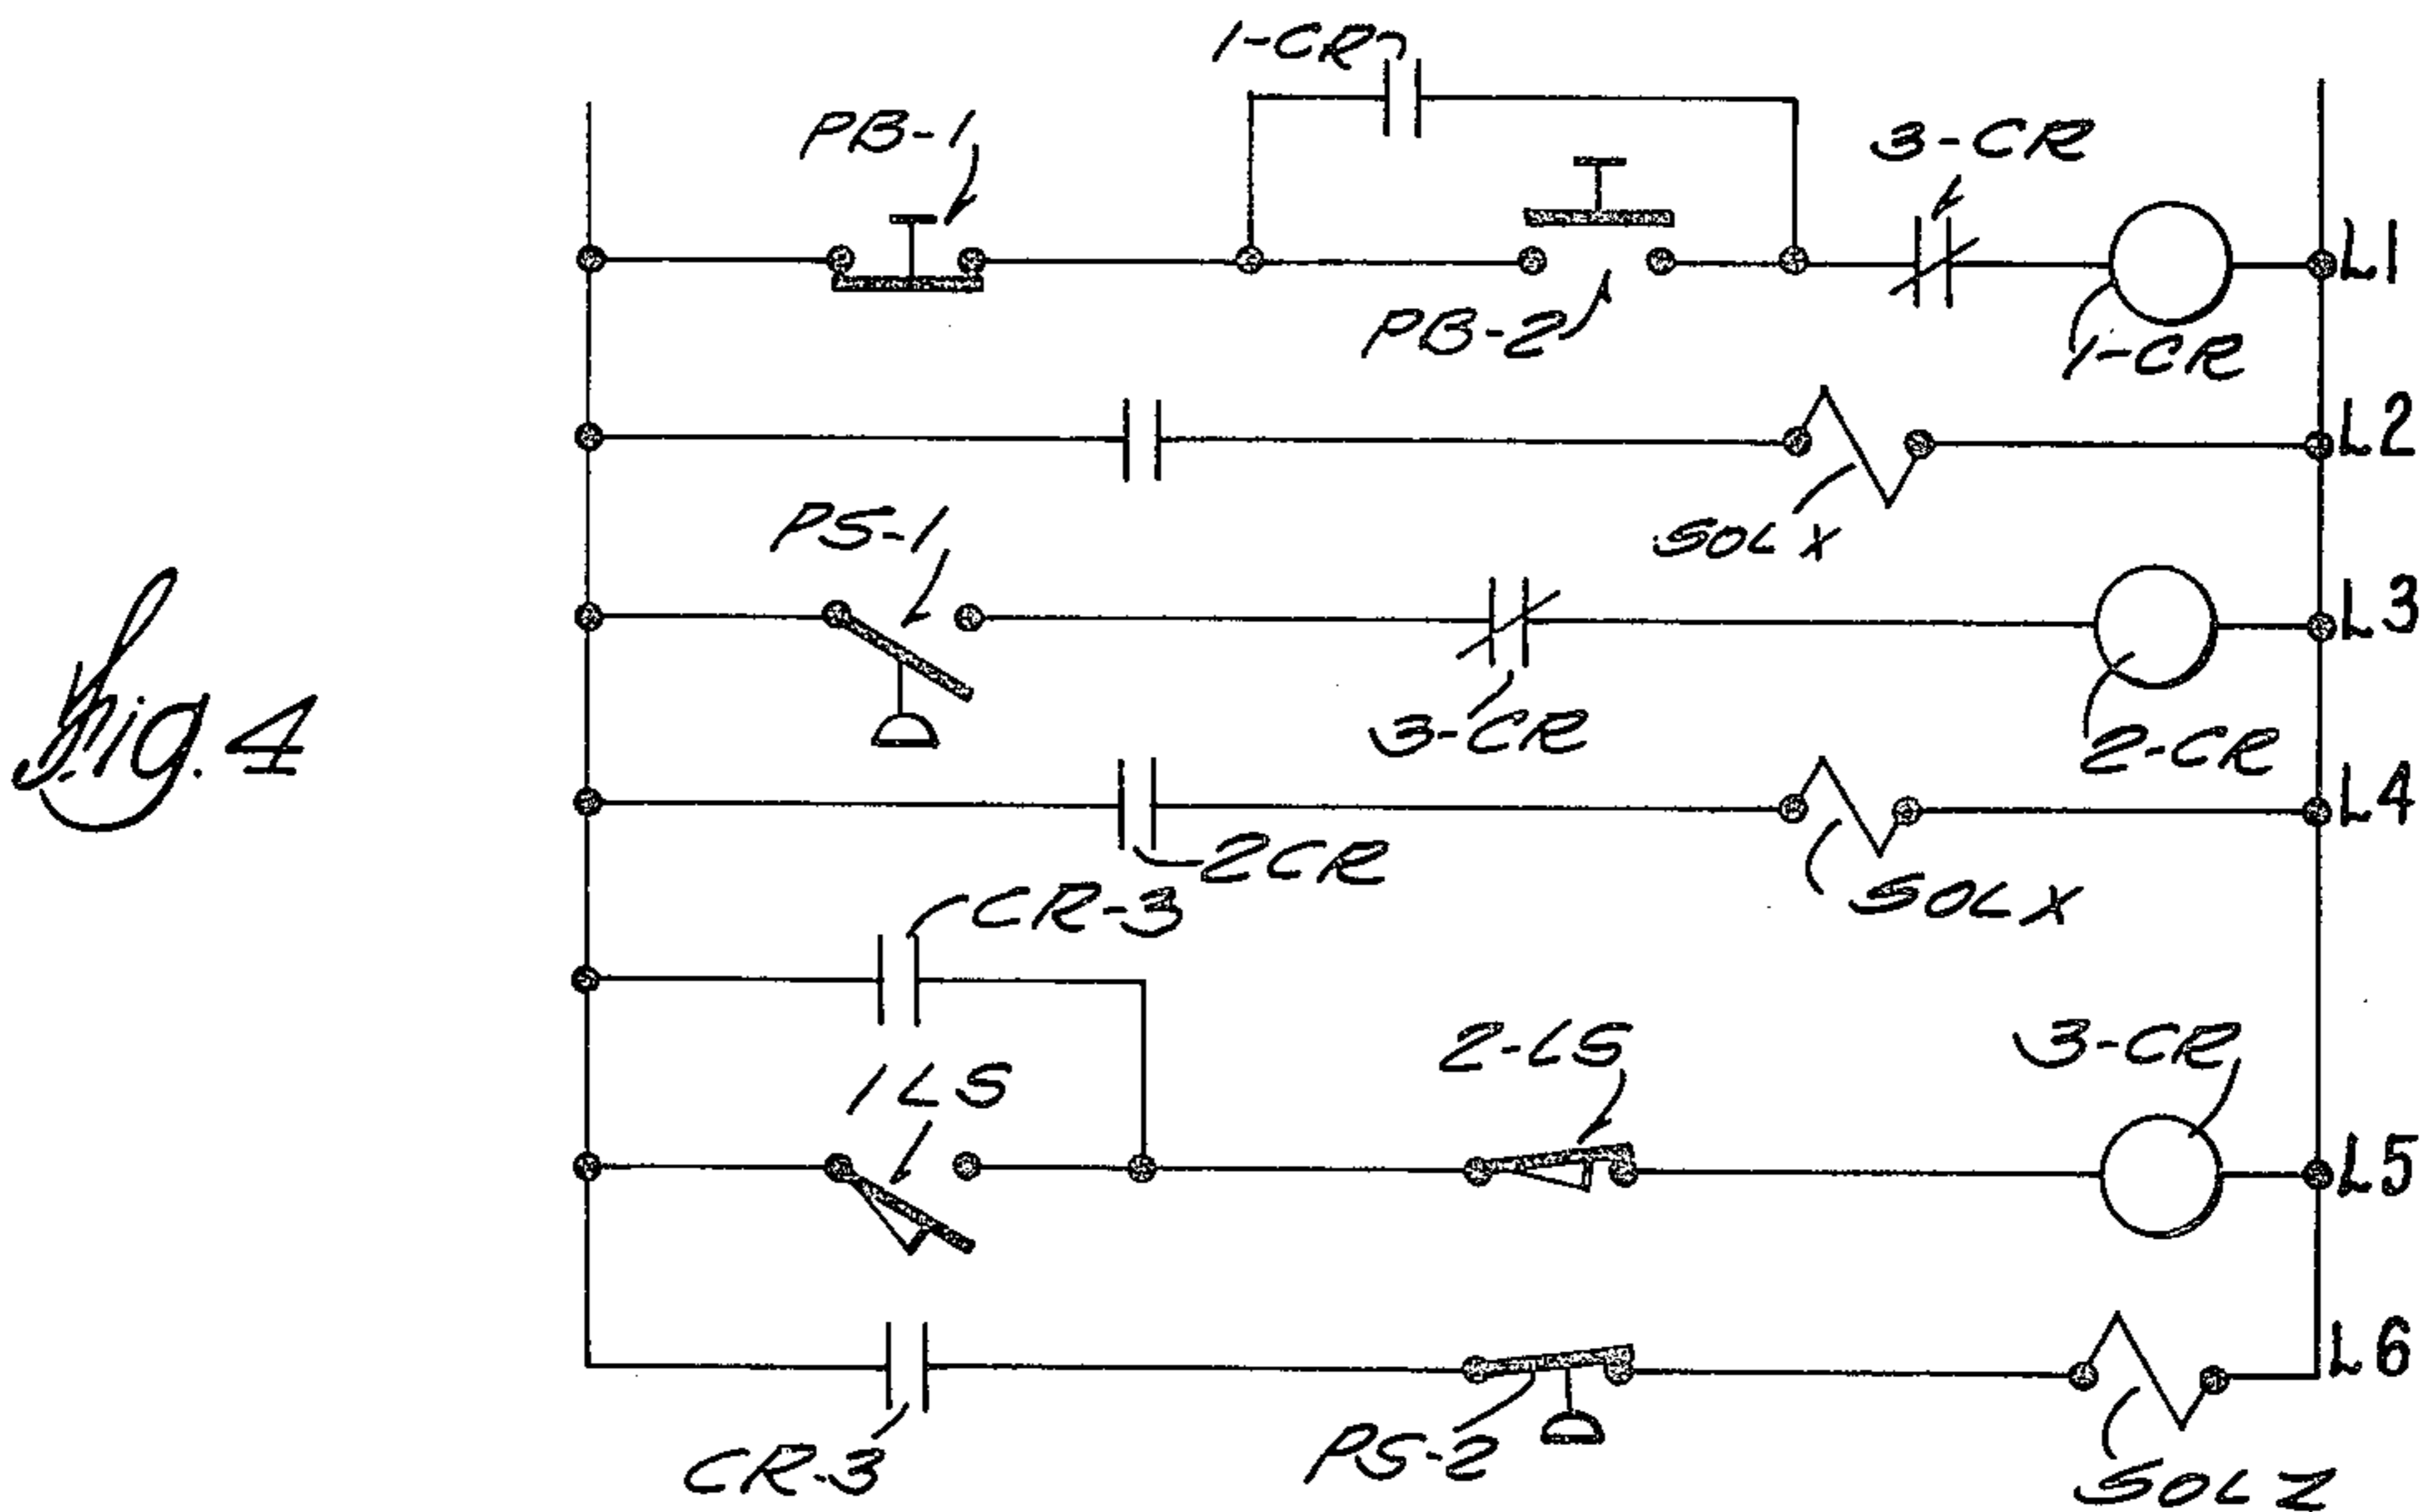 1-CR
PB-1
3-CR
L1
PB-2
1-CR
L2
PS-1
SOL X
L3
Fig. 4
3-CR
2-CR
L4
2CR
SOL X
CR-3
2-LS
3-CR
1LS
L5
L6
PS-2
CR-3
SOL Z